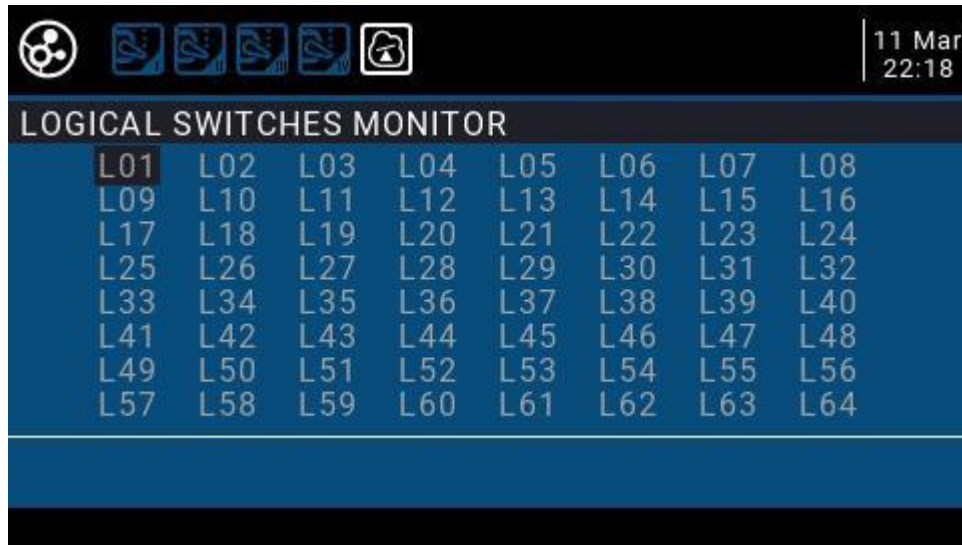 11 Mar
22:18
LOGICAL SWITCHES MONITOR
L01 L02 L03 L04 L05 L06 L07 L08
L09 L10 L11 L12 L13 L14 L15 L16
L17 L18 L19 L20 L21 L22 L23 L24
L25 L26 L27 L28 L29 L30 L31 L32
L33 L34 L35 L36 L37 L38 L39 L40
L41 L42 L43 L44 L45 L46 L47 L48
L49 L50 L51 L52 L53 L54 L55 L56
L57 L58 L59 L60 L61 L62 L63 L64